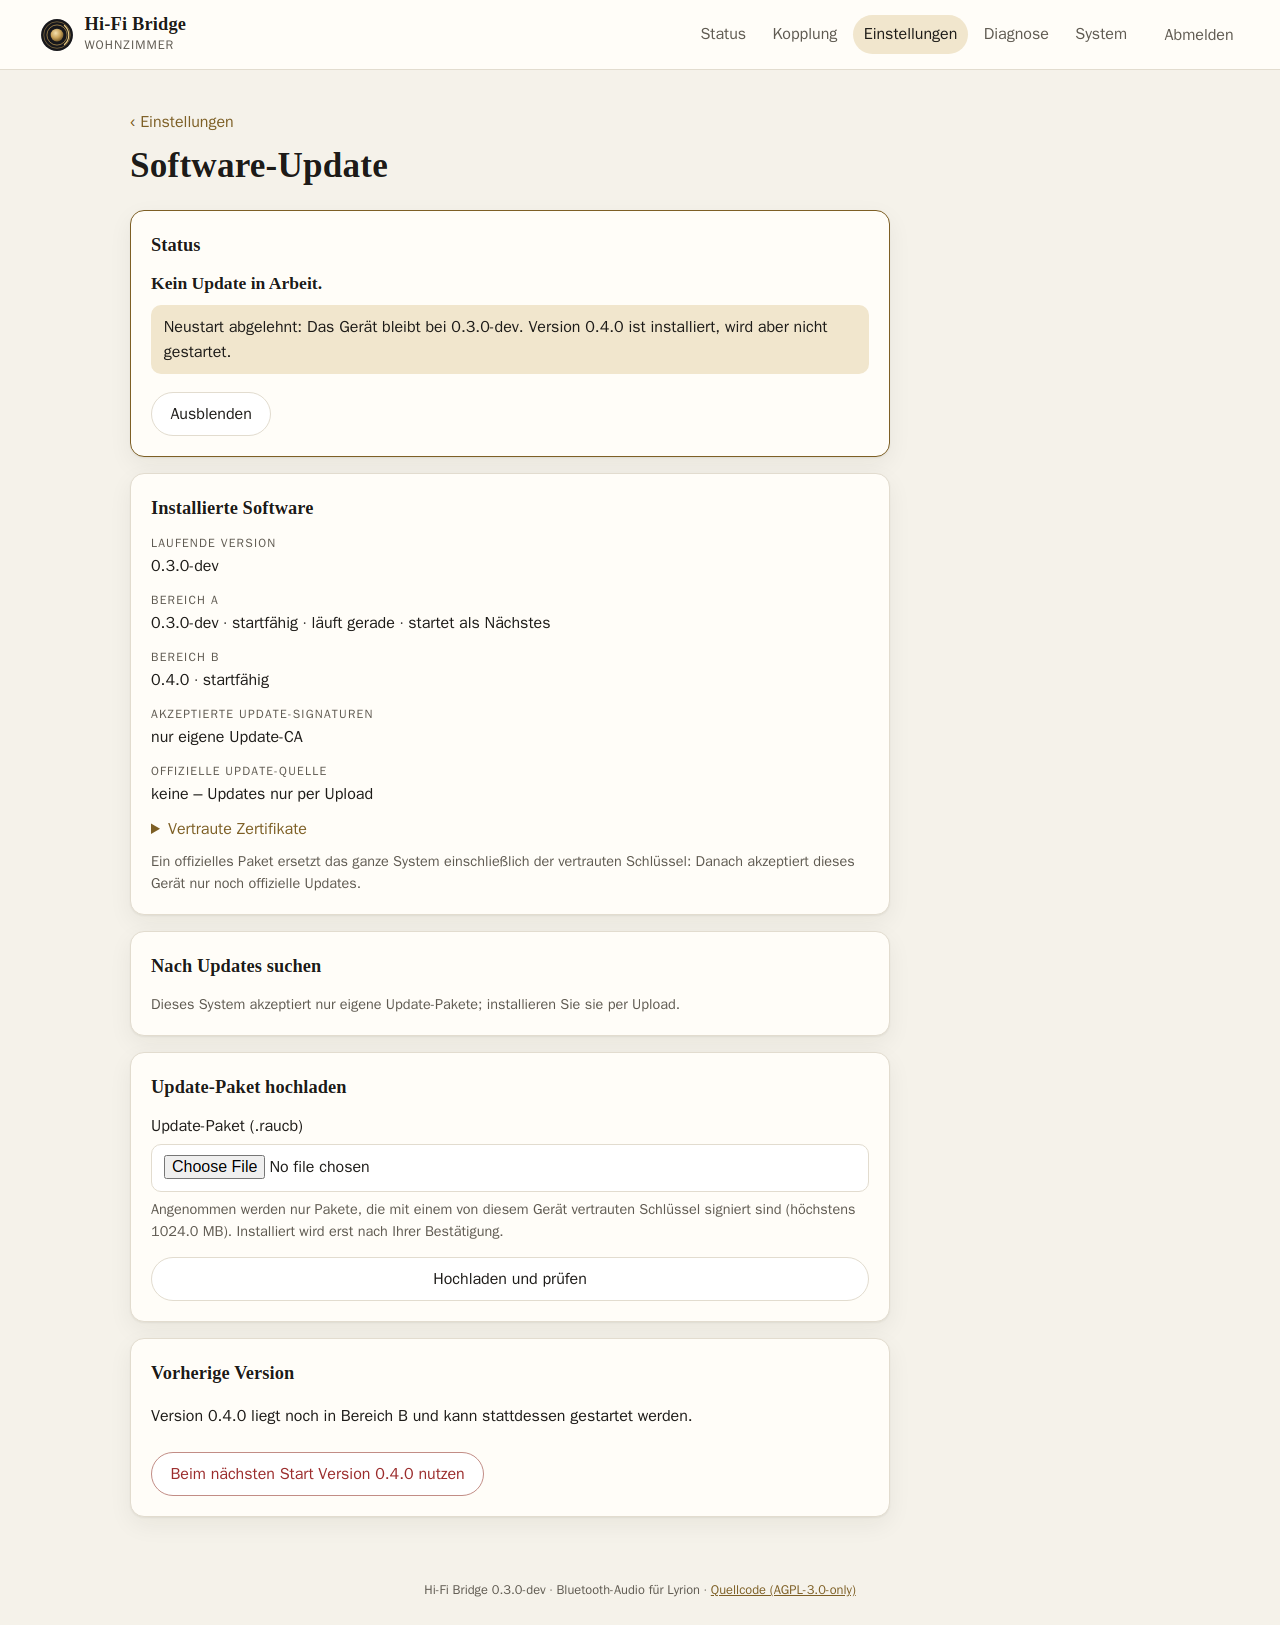 Hi-Fi Bridge
WOHNZIMMER
Status
Kopplung
Einstellungen
Diagnose
System
Abmelden
‹ Einstellungen
Software-Update
Status
Kein Update in Arbeit.
Neustart abgelehnt: Das Gerät bleibt bei 0.3.0-dev. Version 0.4.0 ist installiert, wird aber nicht
gestartet.
Ausblenden
Installierte Software
LAUFENDE VERSION
0.3.0-dev
BEREICH A
0.3.0-dev · startfähig · läuft gerade · startet als Nächstes
BEREICH B
0.4.0 · startfähig
AKZEPTIERTE UPDATE-SIGNATUREN
nur eigene Update-CA
OFFIZIELLE UPDATE-QUELLE
keine – Updates nur per Upload
Vertraute Zertifikate
Ein offizielles Paket ersetzt das ganze System einschließlich der vertrauten Schlüssel: Danach akzeptiert dieses
Gerät nur noch offizielle Updates.
Nach Updates suchen
Dieses System akzeptiert nur eigene Update-Pakete; installieren Sie sie per Upload.
Update-Paket hochladen
Update-Paket (.raucb)
Choose File No file chosen
Angenommen werden nur Pakete, die mit einem von diesem Gerät vertrauten Schlüssel signiert sind (höchstens
1024.0 MB). Installiert wird erst nach Ihrer Bestätigung.
Hochladen und prüfen
Vorherige Version
Version 0.4.0 liegt noch in Bereich B und kann stattdessen gestartet werden.
Beim nächsten Start Version 0.4.0 nutzen
Hi-Fi Bridge 0.3.0-dev · Bluetooth-Audio für Lyrion · Quellcode (AGPL-3.0-only)